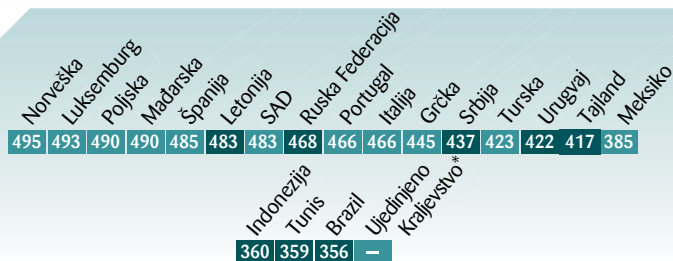 Norveška
Luksemburg
Poljska
Mađarska
Španija
Letonija
SAD
Ruska Federacija
Portugal
Italija
Grčka
Srbija
Turska
Urugvaj
Tajland
Meksiko
495 493 490 490 485 483 483 468 466 466 445 437 423 422 417 385
Indonezija
Tunis
Brazil
Ujedinjeno
Kraljevstvo*
360 359 356 –